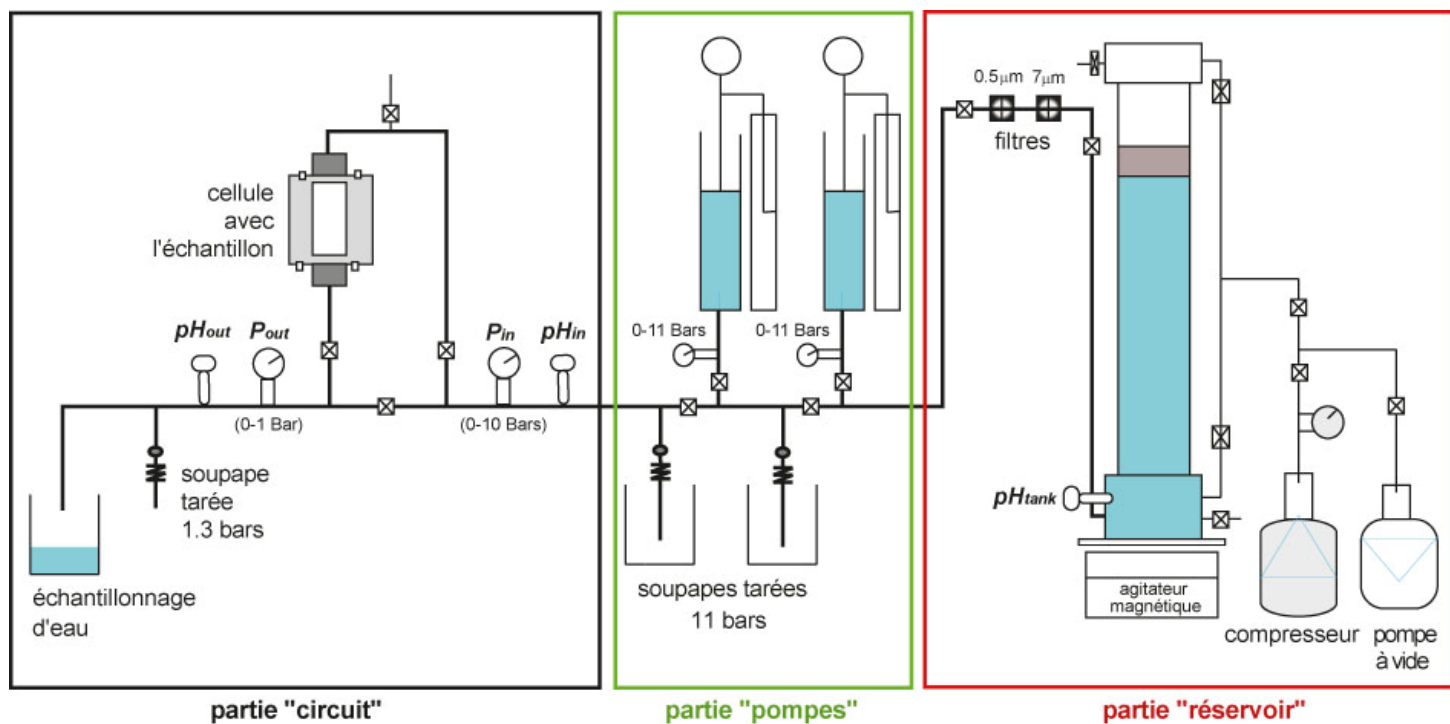 cellule
avec
l'échantillon
pHout
Pout
(0-1 Bar)
Pin
pHin
(0-10 Bars)
soupape
tarée
1.3 bars
échantillonnage
d'eau
partie "circuit"
0-11 Bars
0-11 Bars
soupapes tarées
11 bars
partie "pompes"
0.5µm
7µm
filtres
pHtank
agitateur
magnétique
compresseur
pompe
à vide
partie "réservoir"